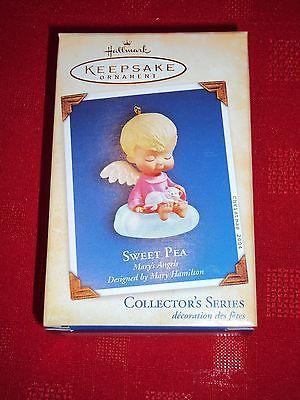 Hallmark
KEEPSAKE
ORNAMENT
CHRISTMAS 2004
SWEET PEA
Mary's Angels
Designed by Mary Hamilton
COLLECTOR'S SERIES
décoration des fêtes